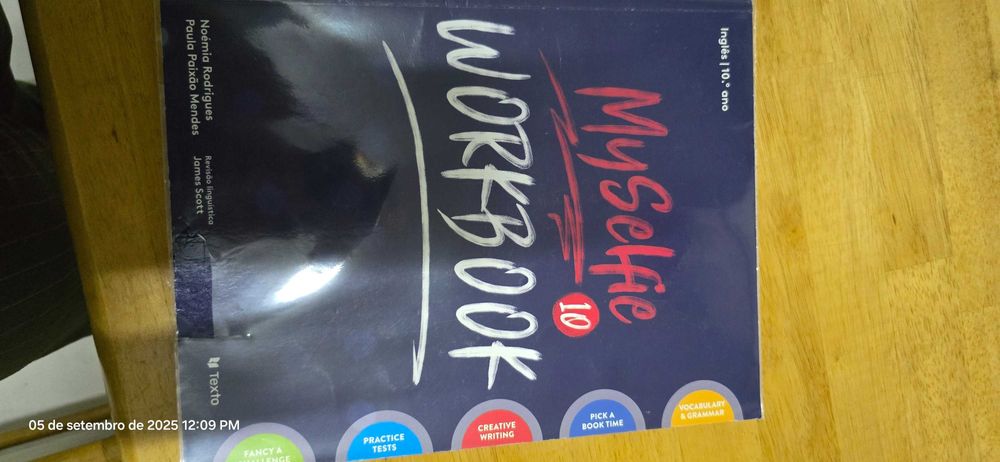 Inglês | 10.º ano
MySelfie
10
WORKBOOK
Noémia Rodrigues
Paula Paixão Mendes
Revisão linguística
James Scott
Texto
VOCABULARY
& GRAMMAR
PICK A
BOOK TIME
CREATIVE
WRITING
PRACTICE
TESTS
FANCY A
CHALLENGE
05 de setembro de 2025 12:09 PM